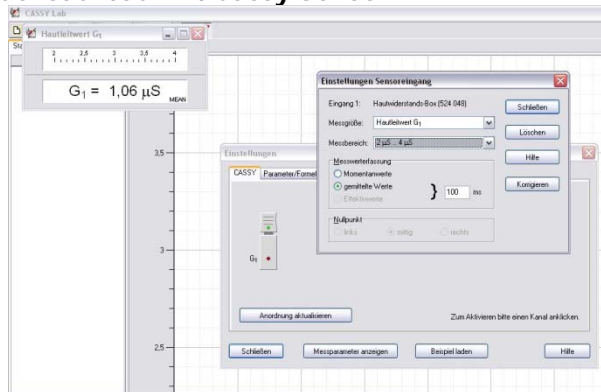 CASSY Lab
Hautleitwert G₁
2 2,5 3 3,5 4
G₁ = 1,06 µS
MEAN
3,5
3
2,5
Einstellungen
CASSY Parameter/Formel
G₁
Anordnung aktualisieren
Zum Aktivieren bitte einen Kanal anklicken.
Schließen Messparameter anzeigen Beispiel laden Hilfe
Einstellungen Sensoreingang
Eingang 1: Hautwiderstands-Box (524 048)
Messgröße: Hautleitwert G₁
Messbereich: 2 µS .. 4 µS
Messwerterfassung
Momentanwerte
gemittelte Werte
Effektivwerte
} 100 ms
Nullpunkt
links mittig rechts
Schließen
Löschen
Hilfe
Korrigieren